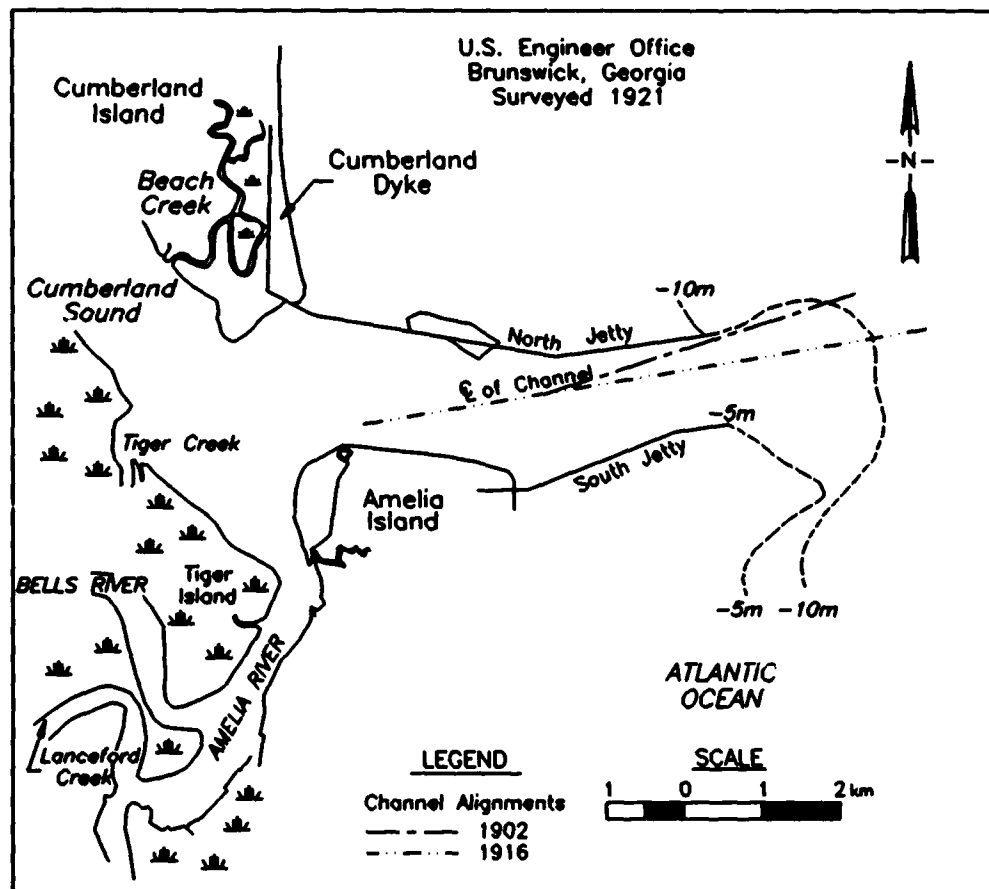 U.S. Engineer Office
Brunswick, Georgia
Surveyed 1921
Cumberland
Island
Cumberland
Dyke
-N-
Beach
Creek
Cumberland
Sound
-10m
North Jetty
℄ of Channel
-5m
Tiger Creek
South Jetty
Amelia
Island
BELLS RIVER
Tiger
Island
-5m
-10m
AMELIA RIVER
ATLANTIC
OCEAN
Lanceford
Creek
LEGEND
Channel Alignments
1902
1916
SCALE
1 0 1 2 km